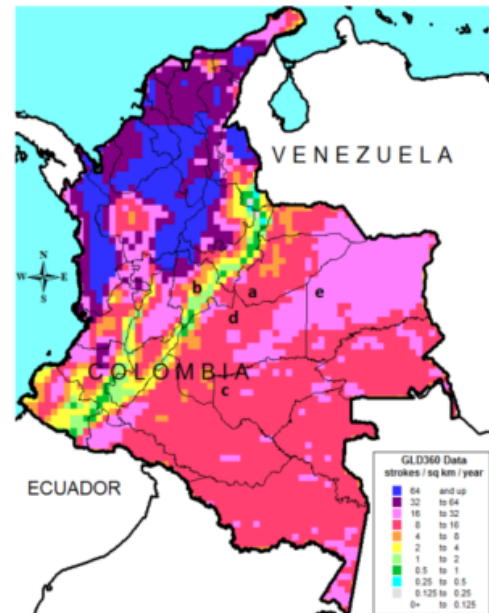 VENEZUELA
N
W E
S
b a e
d
COLOMBIA
c
ECUADOR
GLD360 Data
strokes / sq km / year
64 and up
32 to 64
16 to 32
8 to 16
4 to 8
2 to 4
1 to 2
0.5 to 1
0.25 to 0.5
0.125 to 0.25
0+ to 0.125